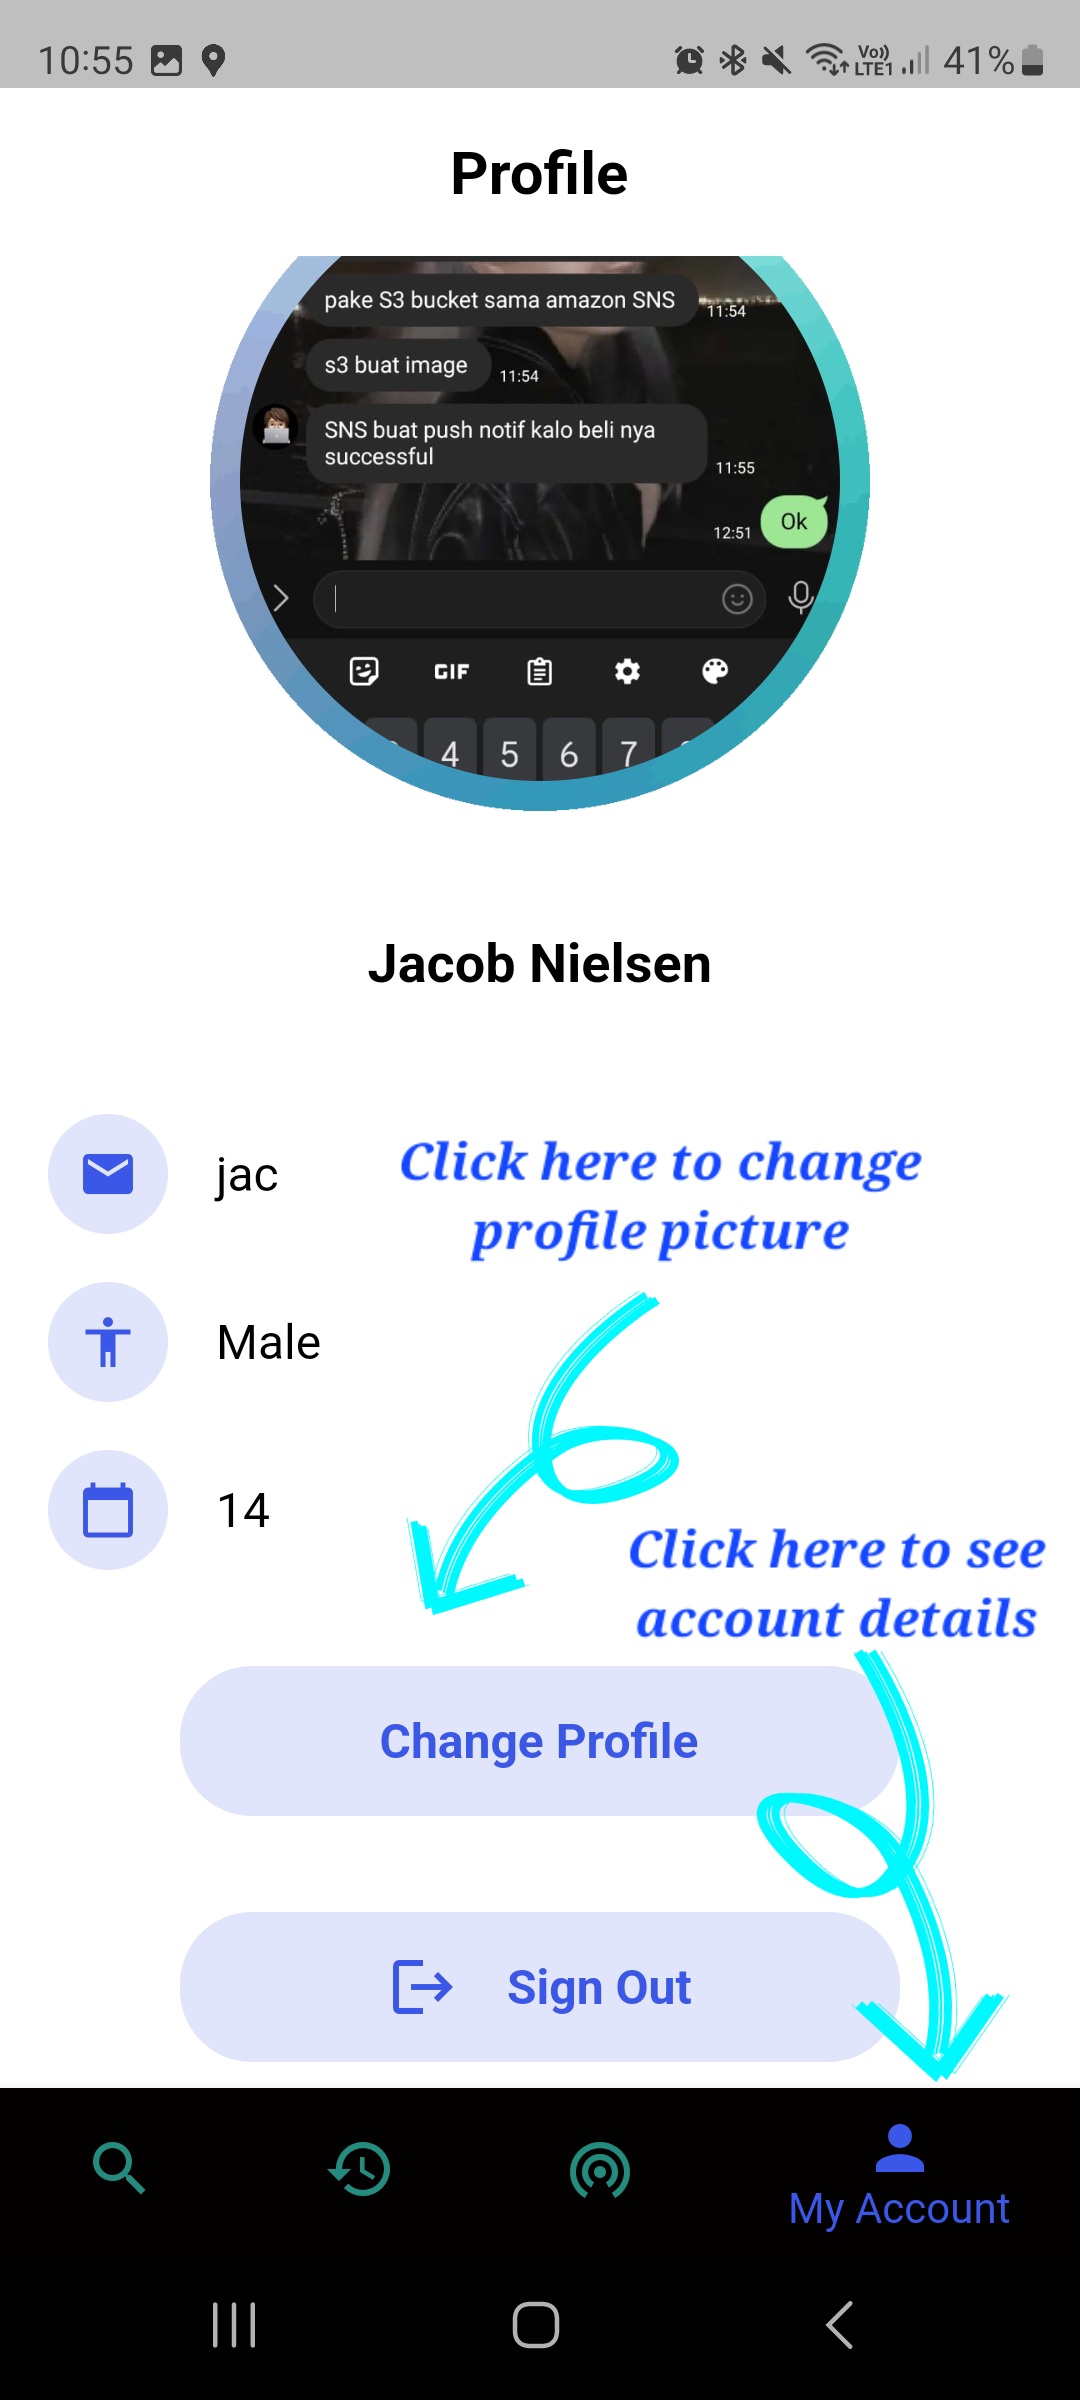 10:55
Vo))
LTE1
41%
Profile
pake S3 bucket sama amazon SNS
11:54
s3 buat image
11:54
SNS buat push notif kalo beli nya
successful
11:55
Ok
12:51
GIF
4 5 6 7
Jacob Nielsen
jac
Click here to change
profile picture
Male
14
Click here to see
account details
Change Profile
Sign Out
My Account